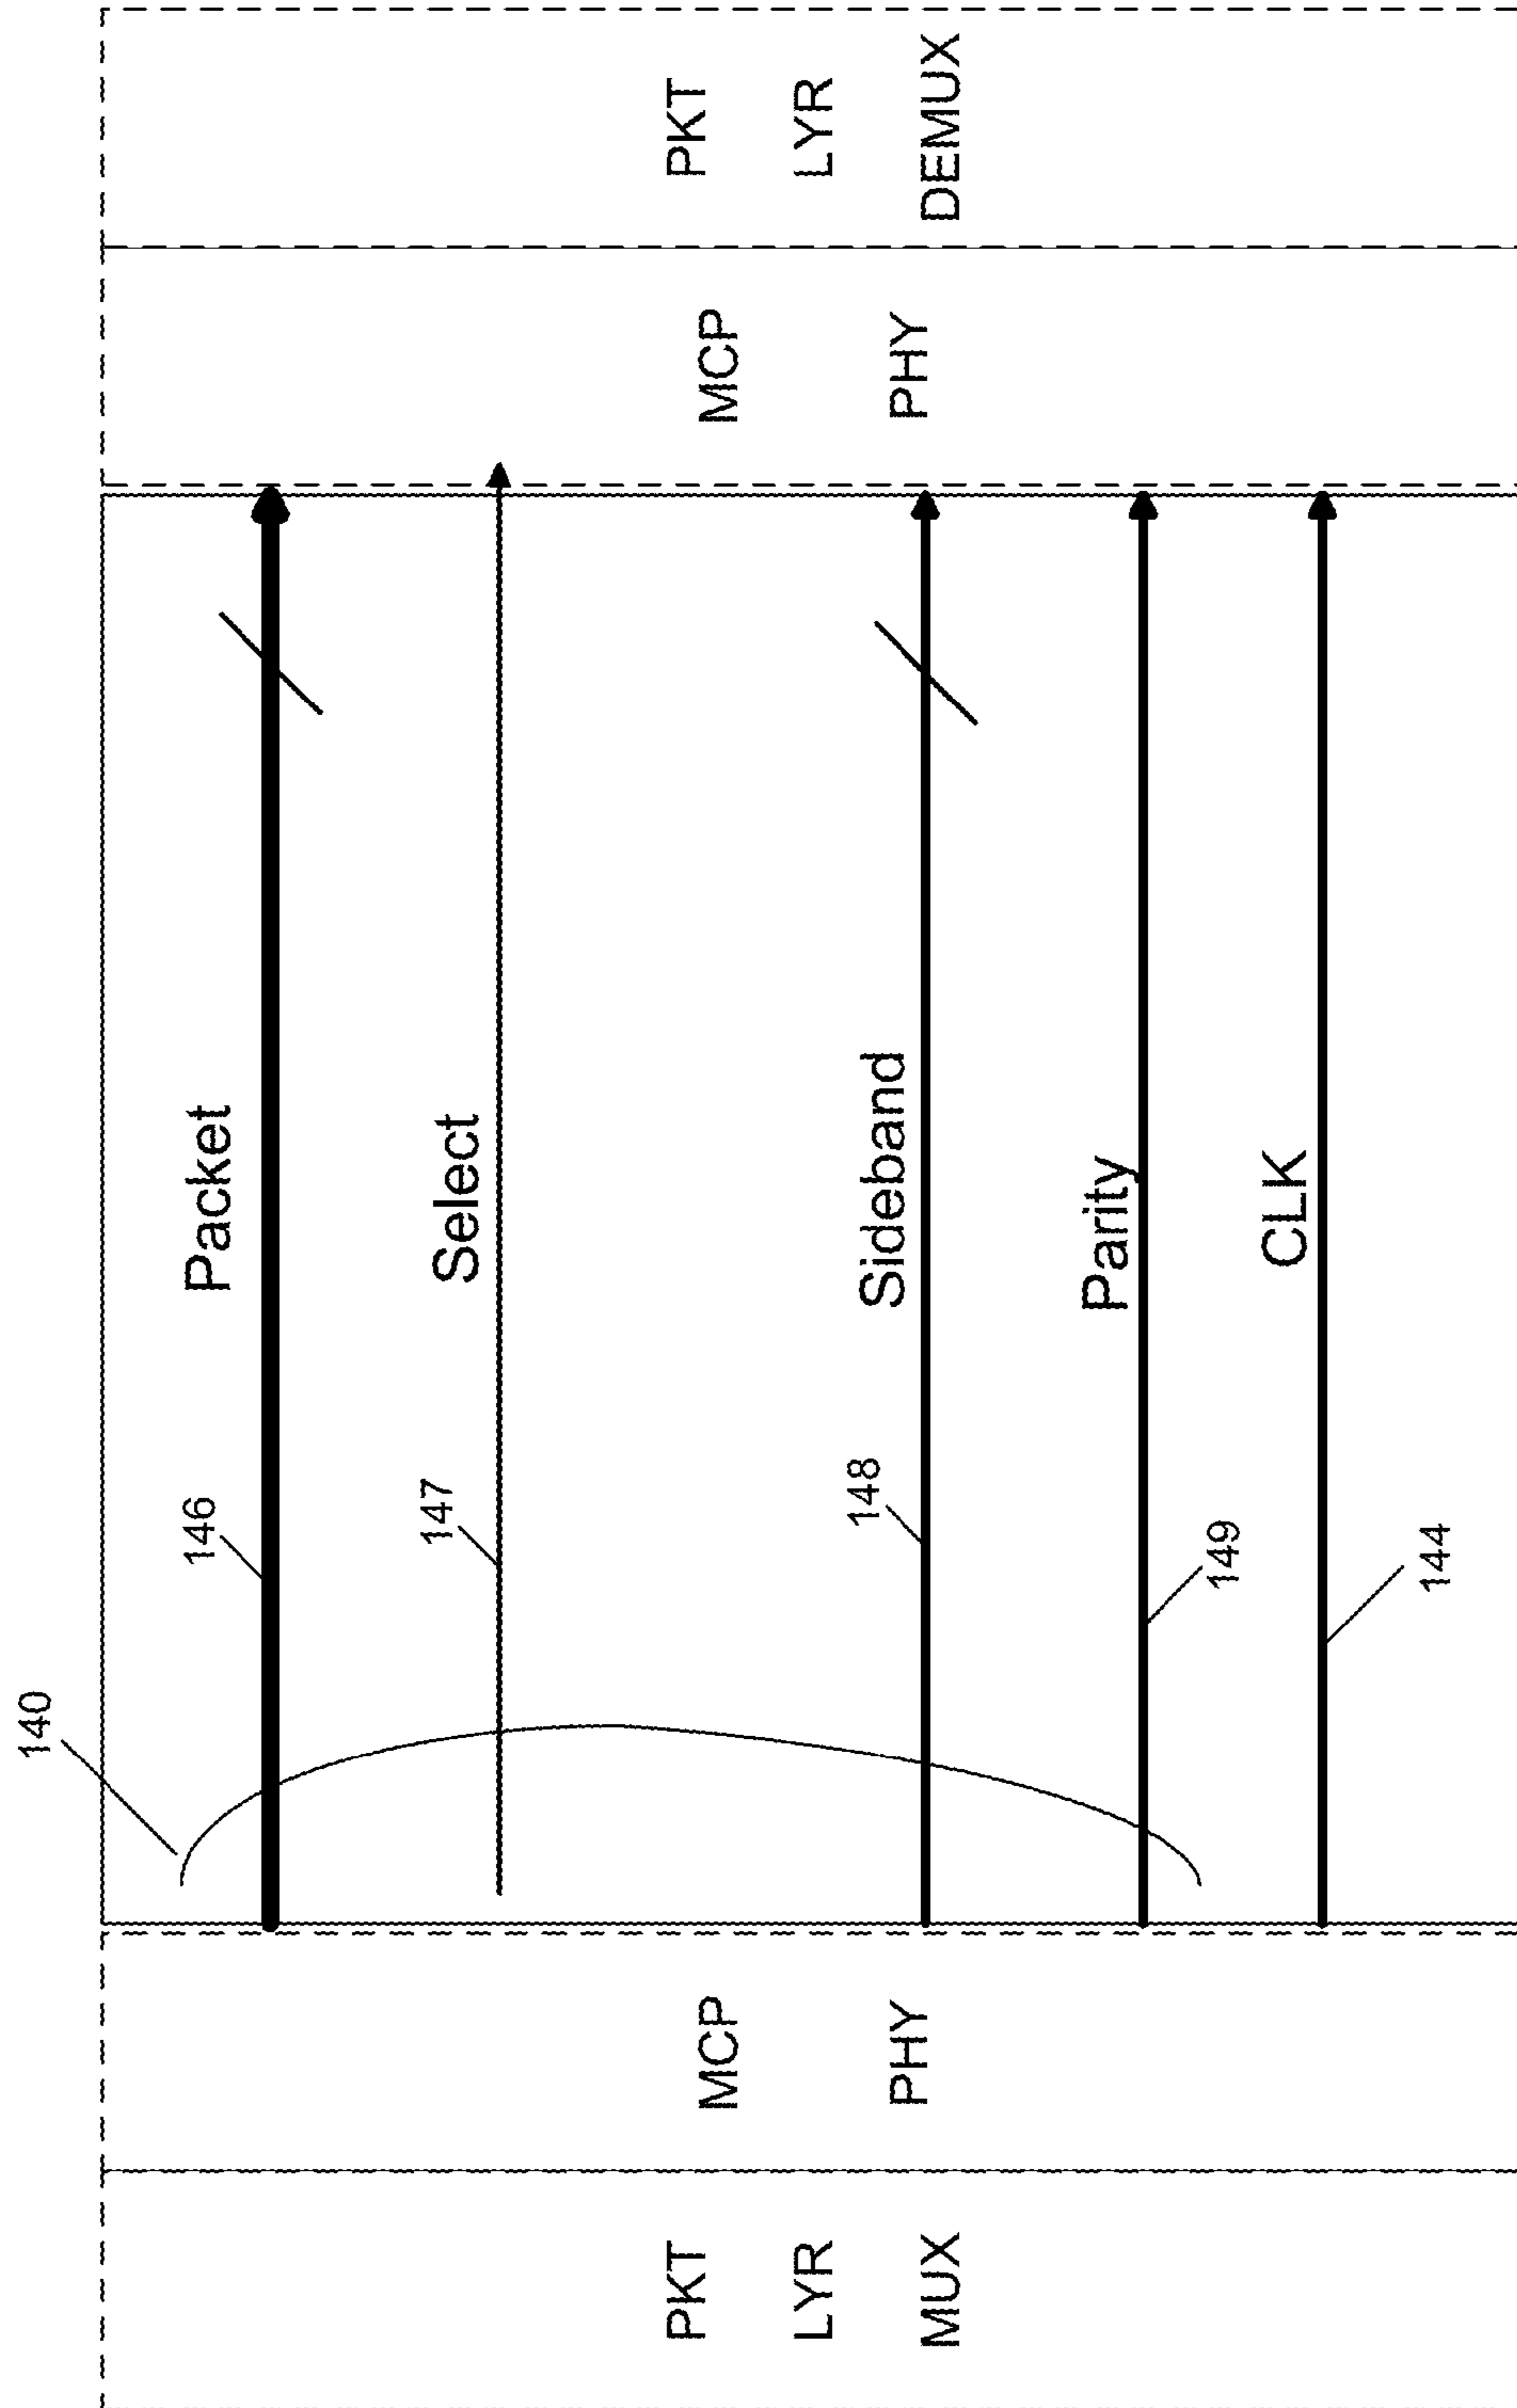 140
146
Packet
147
Select
PKT
LYR
MUX
MCP
PHY
MCP
PHY
PKT
LYR
DEMUX
148
Sideband
149
Parity
144
CLK